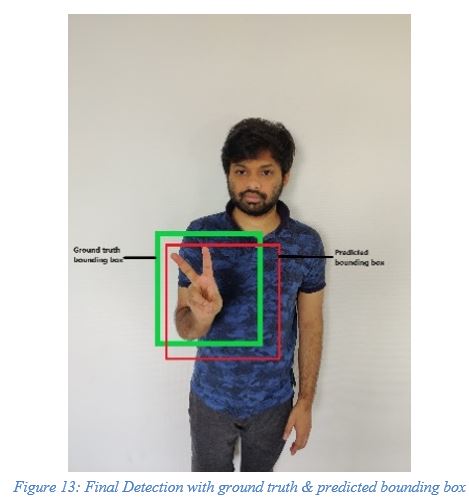 Ground truth
bounding box
Predicted
bounding box
Figure 13: Final Detection with ground truth & predicted bounding box